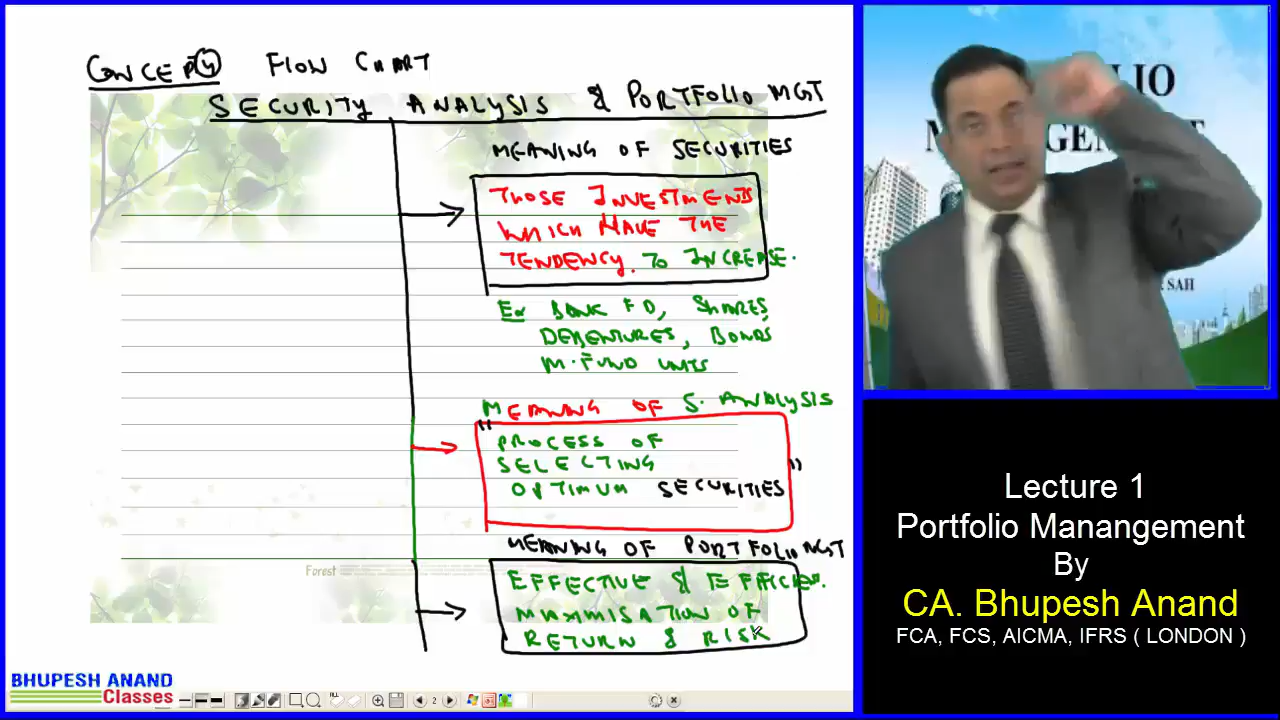 CONCEPT 4 FLOW CHART
SECURITY ANALYSIS & PORTFOLIO MGT
MEANING OF SECURITIES
THOSE INVESTMENTS
WHICH HAVE THE
TENDENCY. TO INCREASE.
Ex BANK FD, SHARES,
DEBENTURES, BONDS
M. FUND UNITS
MEANING OF S. ANALYSIS
"PROCESS OF
SELECTING
OPTIMUM SECURITIES"
MEANING OF PORTFOLIO MGT
EFFECTIVE &
MAXIMISATION OF
RETURN & RISK
Forest
BHUPESH ANAND
Classes
2
Lecture 1
Portfolio Manangement
By
CA. Bhupesh Anand
FCA, FCS, AICMA, IFRS ( LONDON )